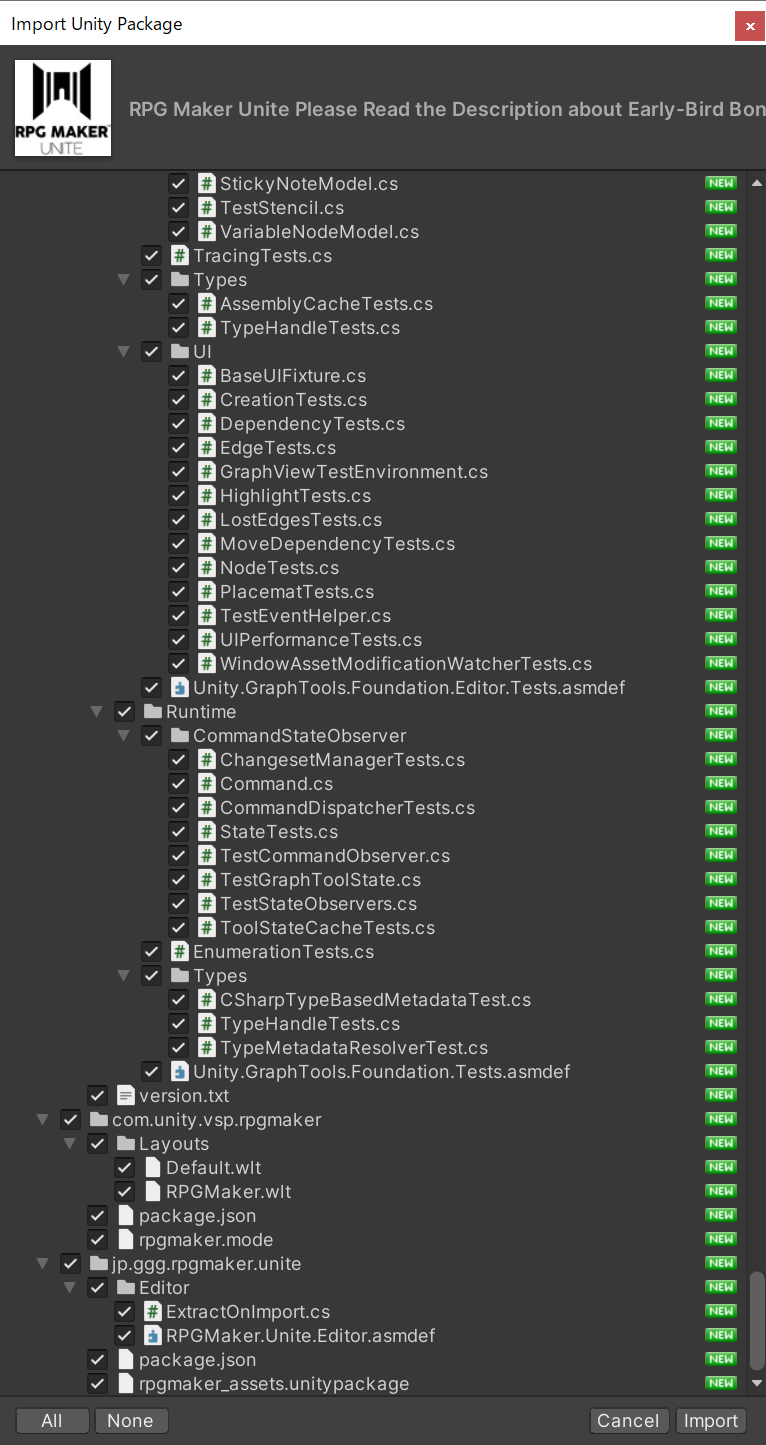 Import Unity Package
RPG MAKER
UNITE
RPG Maker Unite Please Read the Description about Early-Bird Bon
StickyNoteModel.cs NEW
TestStencil.cs NEW
VariableNodeModel.cs NEW
TracingTests.cs NEW
Types NEW
AssemblyCacheTests.cs NEW
TypeHandleTests.cs NEW
UI NEW
BaseUIFixture.cs NEW
CreationTests.cs NEW
DependencyTests.cs NEW
EdgeTests.cs NEW
GraphViewTestEnvironment.cs NEW
HighlightTests.cs NEW
LostEdgesTests.cs NEW
MoveDependencyTests.cs NEW
NodeTests.cs NEW
PlacematTests.cs NEW
TestEventHelper.cs NEW
UIPerformanceTests.cs NEW
WindowAssetModificationWatcherTests.cs NEW
Unity.GraphTools.Foundation.Editor.Tests.asmdef NEW
Runtime NEW
CommandStateObserver NEW
ChangesetManagerTests.cs NEW
Command.cs NEW
CommandDispatcherTests.cs NEW
StateTests.cs NEW
TestCommandObserver.cs NEW
TestGraphToolState.cs NEW
TestStateObservers.cs NEW
ToolStateCacheTests.cs NEW
EnumerationTests.cs NEW
Types NEW
CSharpTypeBasedMetadataTest.cs NEW
TypeHandleTests.cs NEW
TypeMetadataResolverTest.cs NEW
Unity.GraphTools.Foundation.Tests.asmdef NEW
version.txt NEW
com.unity.vsp.rpgmaker NEW
Layouts NEW
Default.wlt NEW
RPGMaker.wlt NEW
package.json NEW
rpgmaker.mode NEW
jp.ggg.rpgmaker.unite NEW
Editor NEW
ExtractOnImport.cs NEW
RPGMaker.Unite.Editor.asmdef NEW
package.json NEW
rpgmaker_assets.unitypackage NEW
All None Cancel Import